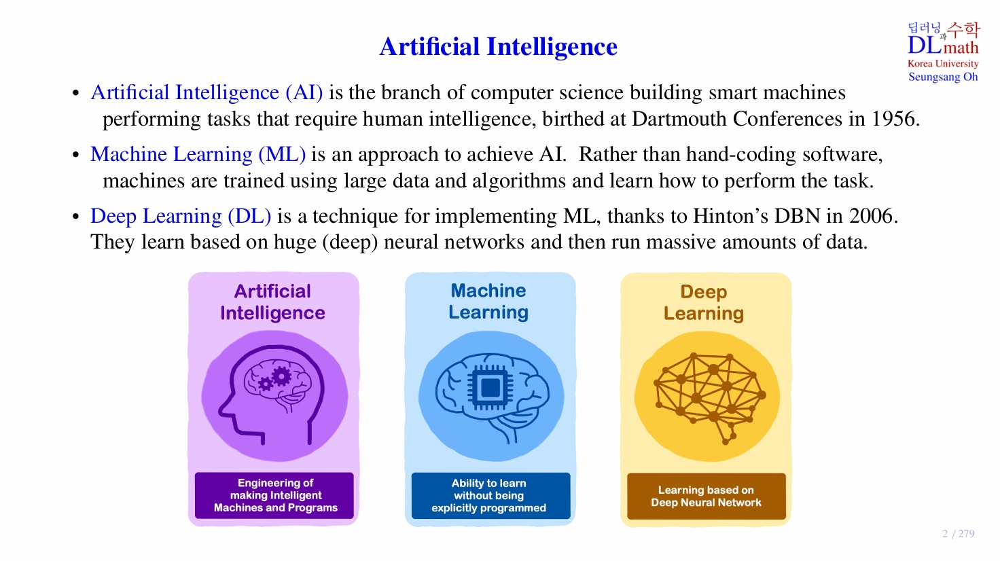 Artificial Intelligence
딥러닝과 수학
DL math
Korea University
Seungsang Oh
• Artificial Intelligence (AI) is the branch of computer science building smart machines
performing tasks that require human intelligence, birthed at Dartmouth Conferences in 1956.
• Machine Learning (ML) is an approach to achieve AI. Rather than hand-coding software,
machines are trained using large data and algorithms and learn how to perform the task.
• Deep Learning (DL) is a technique for implementing ML, thanks to Hinton's DBN in 2006.
They learn based on huge (deep) neural networks and then run massive amounts of data.
Artificial
Intelligence
Engineering of
making Intelligent
Machines and Programs
Machine
Learning
Ability to learn
without being
explicitly programmed
Deep
Learning
Learning based on
Deep Neural Network
2 / 279